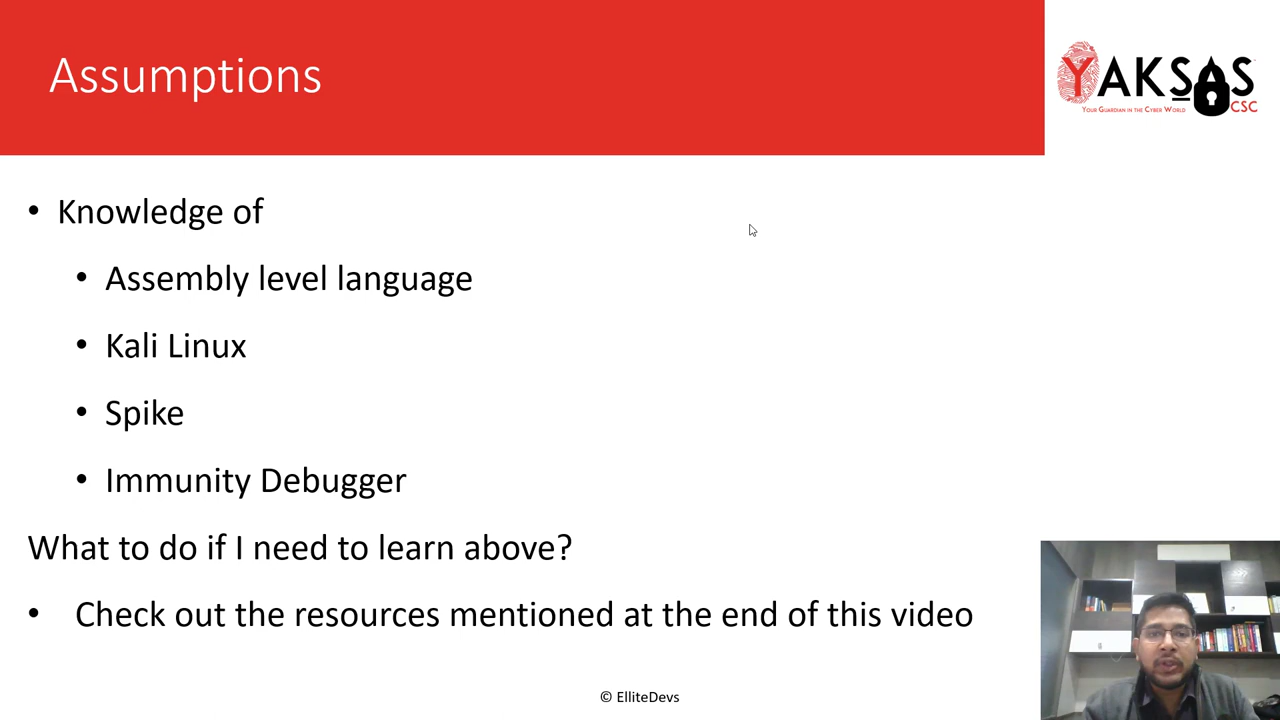 Assumptions
YAKSAS
CSC
YOUR GUARDIAN IN THE CYBER WORLD
• Knowledge of
• Assembly level language
• Kali Linux
• Spike
• Immunity Debugger
What to do if I need to learn above?
• Check out the resources mentioned at the end of this video
© ElliteDevs